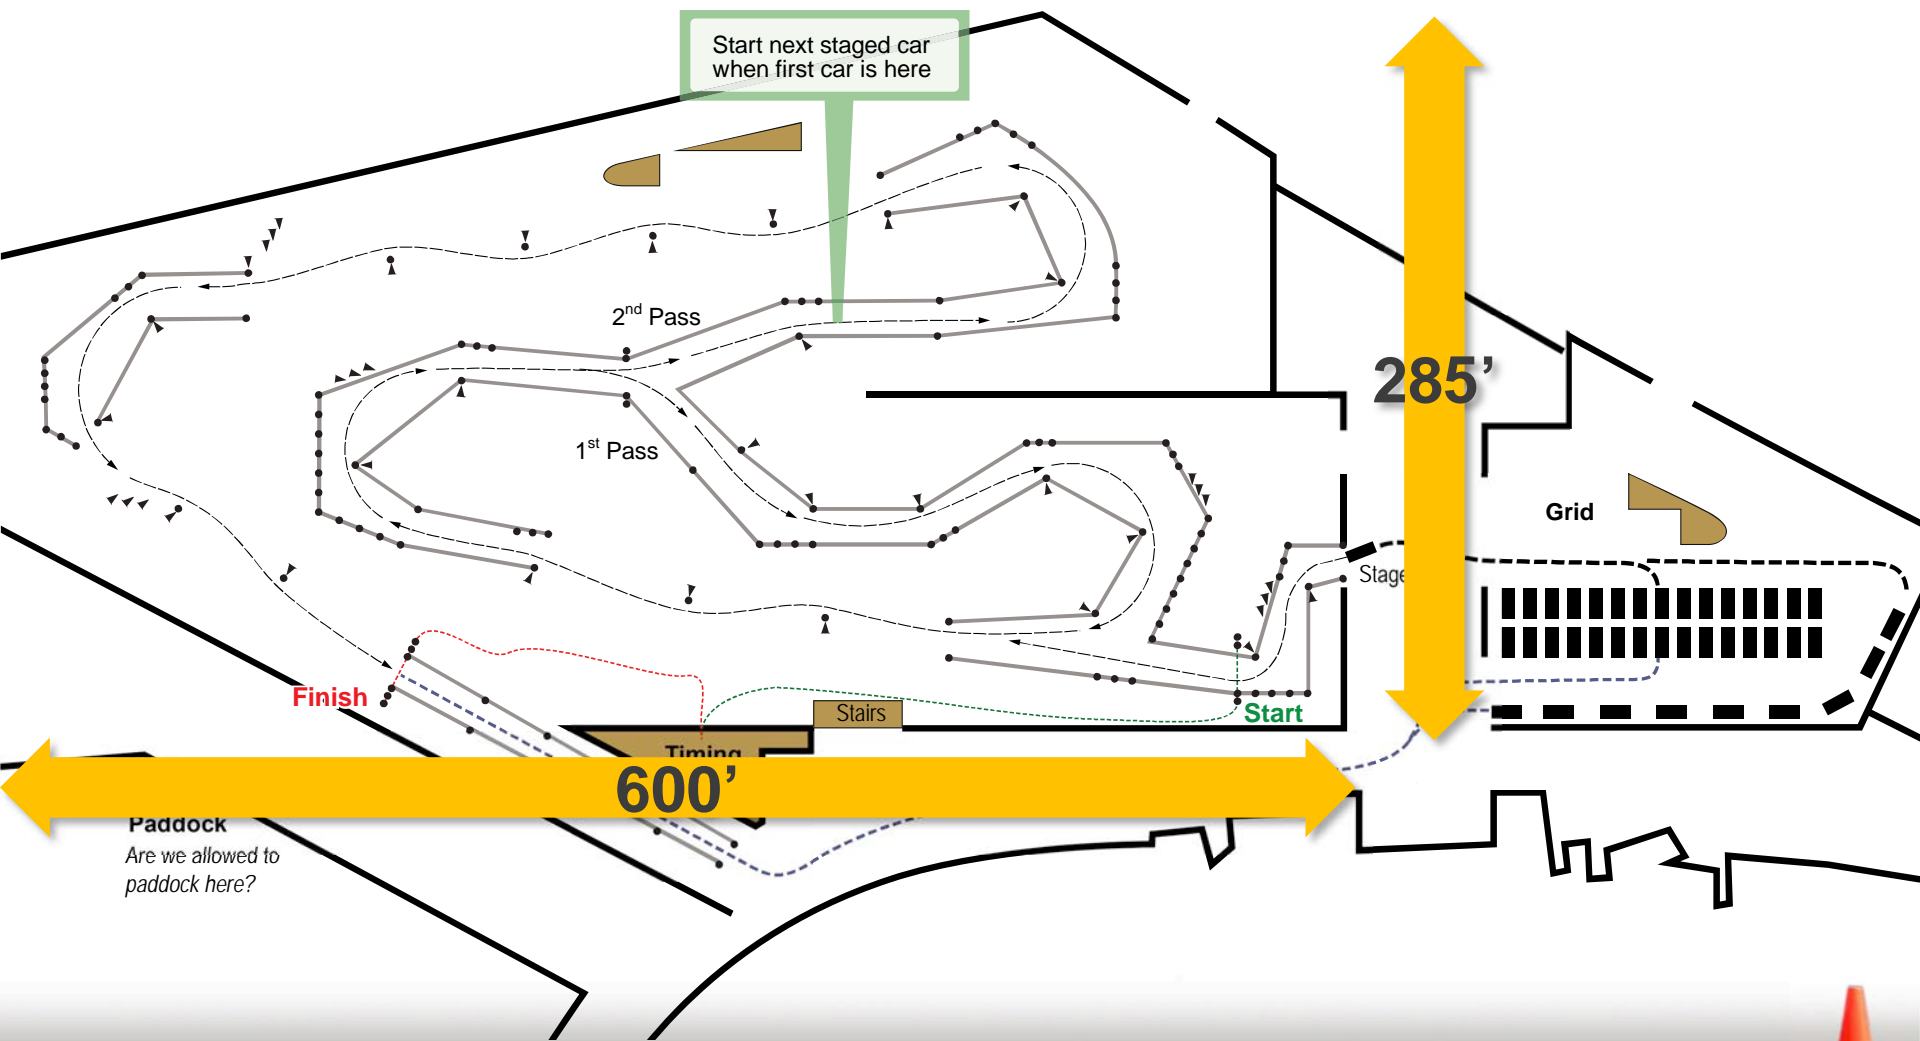 Start next staged car
when first car is here
2nd Pass
285’
1st Pass
Grid
Stage
Finish
Stairs
Start
Timing
600’
Paddock
Are we allowed to
paddock here?